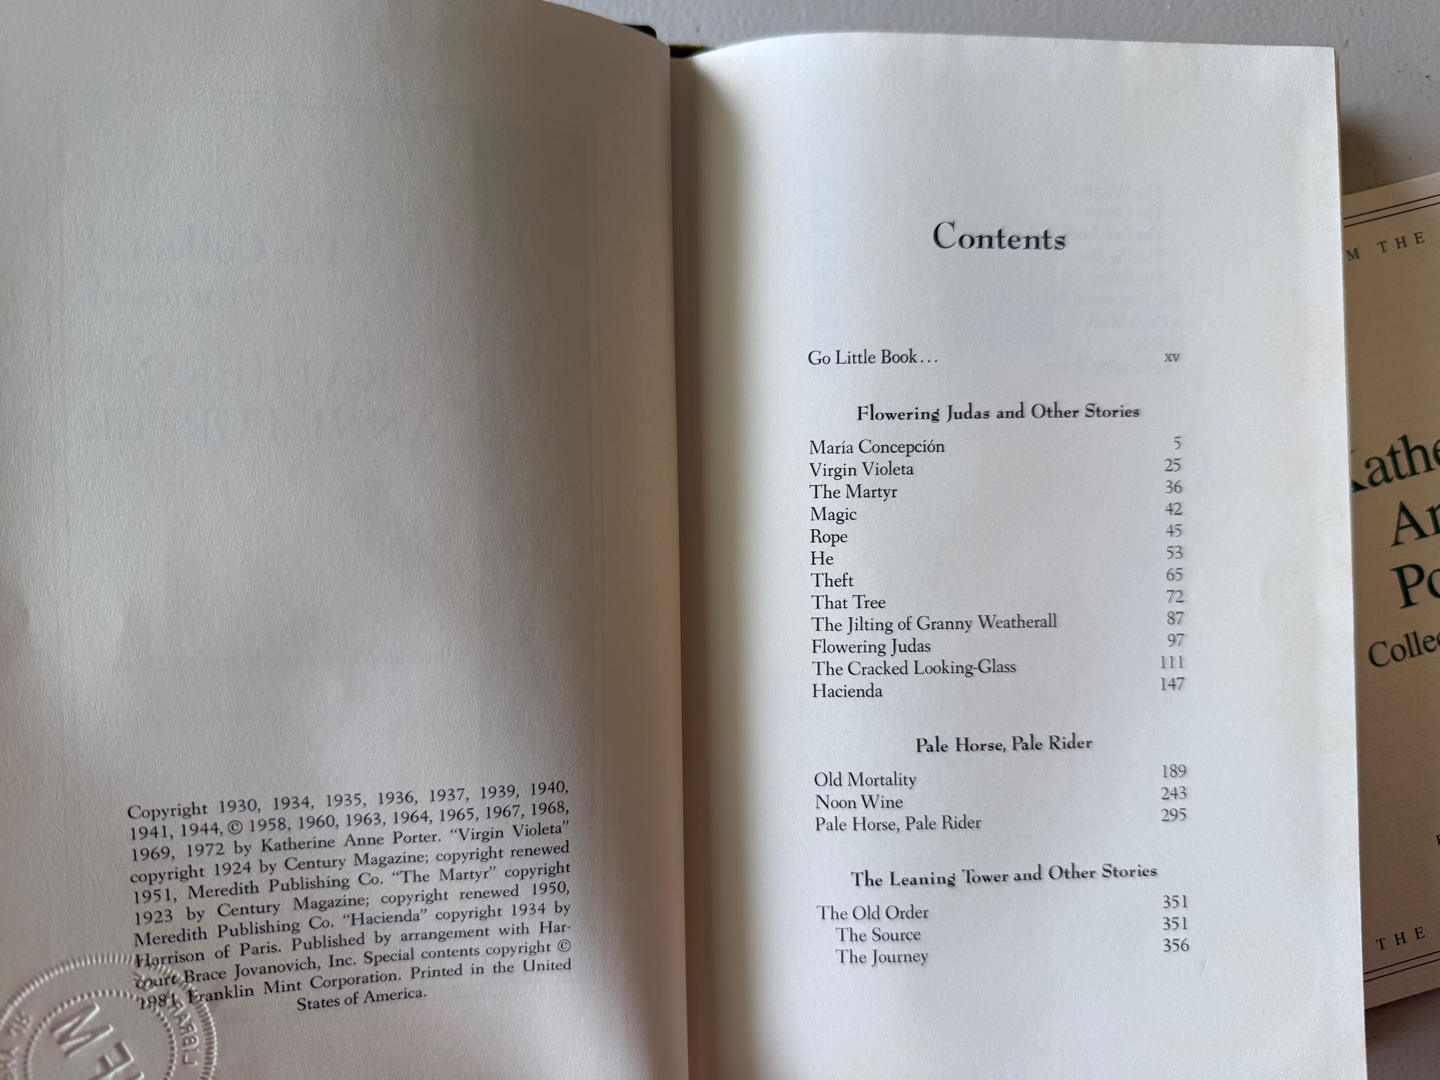 Copyright 1930, 1934, 1935, 1936, 1937, 1939, 1940,
1941, 1944, © 1958, 1960, 1963, 1964, 1965, 1967, 1968,
1969, 1972 by Katherine Anne Porter. “Virgin Violeta”
copyright 1924 by Century Magazine; copyright renewed
1951, Meredith Publishing Co. “The Martyr” copyright
1923 by Century Magazine; copyright renewed 1950,
Meredith Publishing Co. “Hacienda” copyright 1934 by
Harrison of Paris. Published by arrangement with Har-
court Brace Jovanovich, Inc. Special contents copyright ©
1981 Franklin Mint Corporation. Printed in the United
States of America.
Contents
Go Little Book... xv
Flowering Judas and Other Stories
María Concepción 5
Virgin Violeta 25
The Martyr 36
Magic 42
Rope 45
He 53
Theft 65
That Tree 72
The Jilting of Granny Weatherall 87
Flowering Judas 97
The Cracked Looking-Glass 111
Hacienda 147
Pale Horse, Pale Rider
Old Mortality 189
Noon Wine 243
Pale Horse, Pale Rider 295
The Leaning Tower and Other Stories
The Old Order 351
The Source 351
The Journey 356
M THE
Kathe
An
Po
Collec
THE